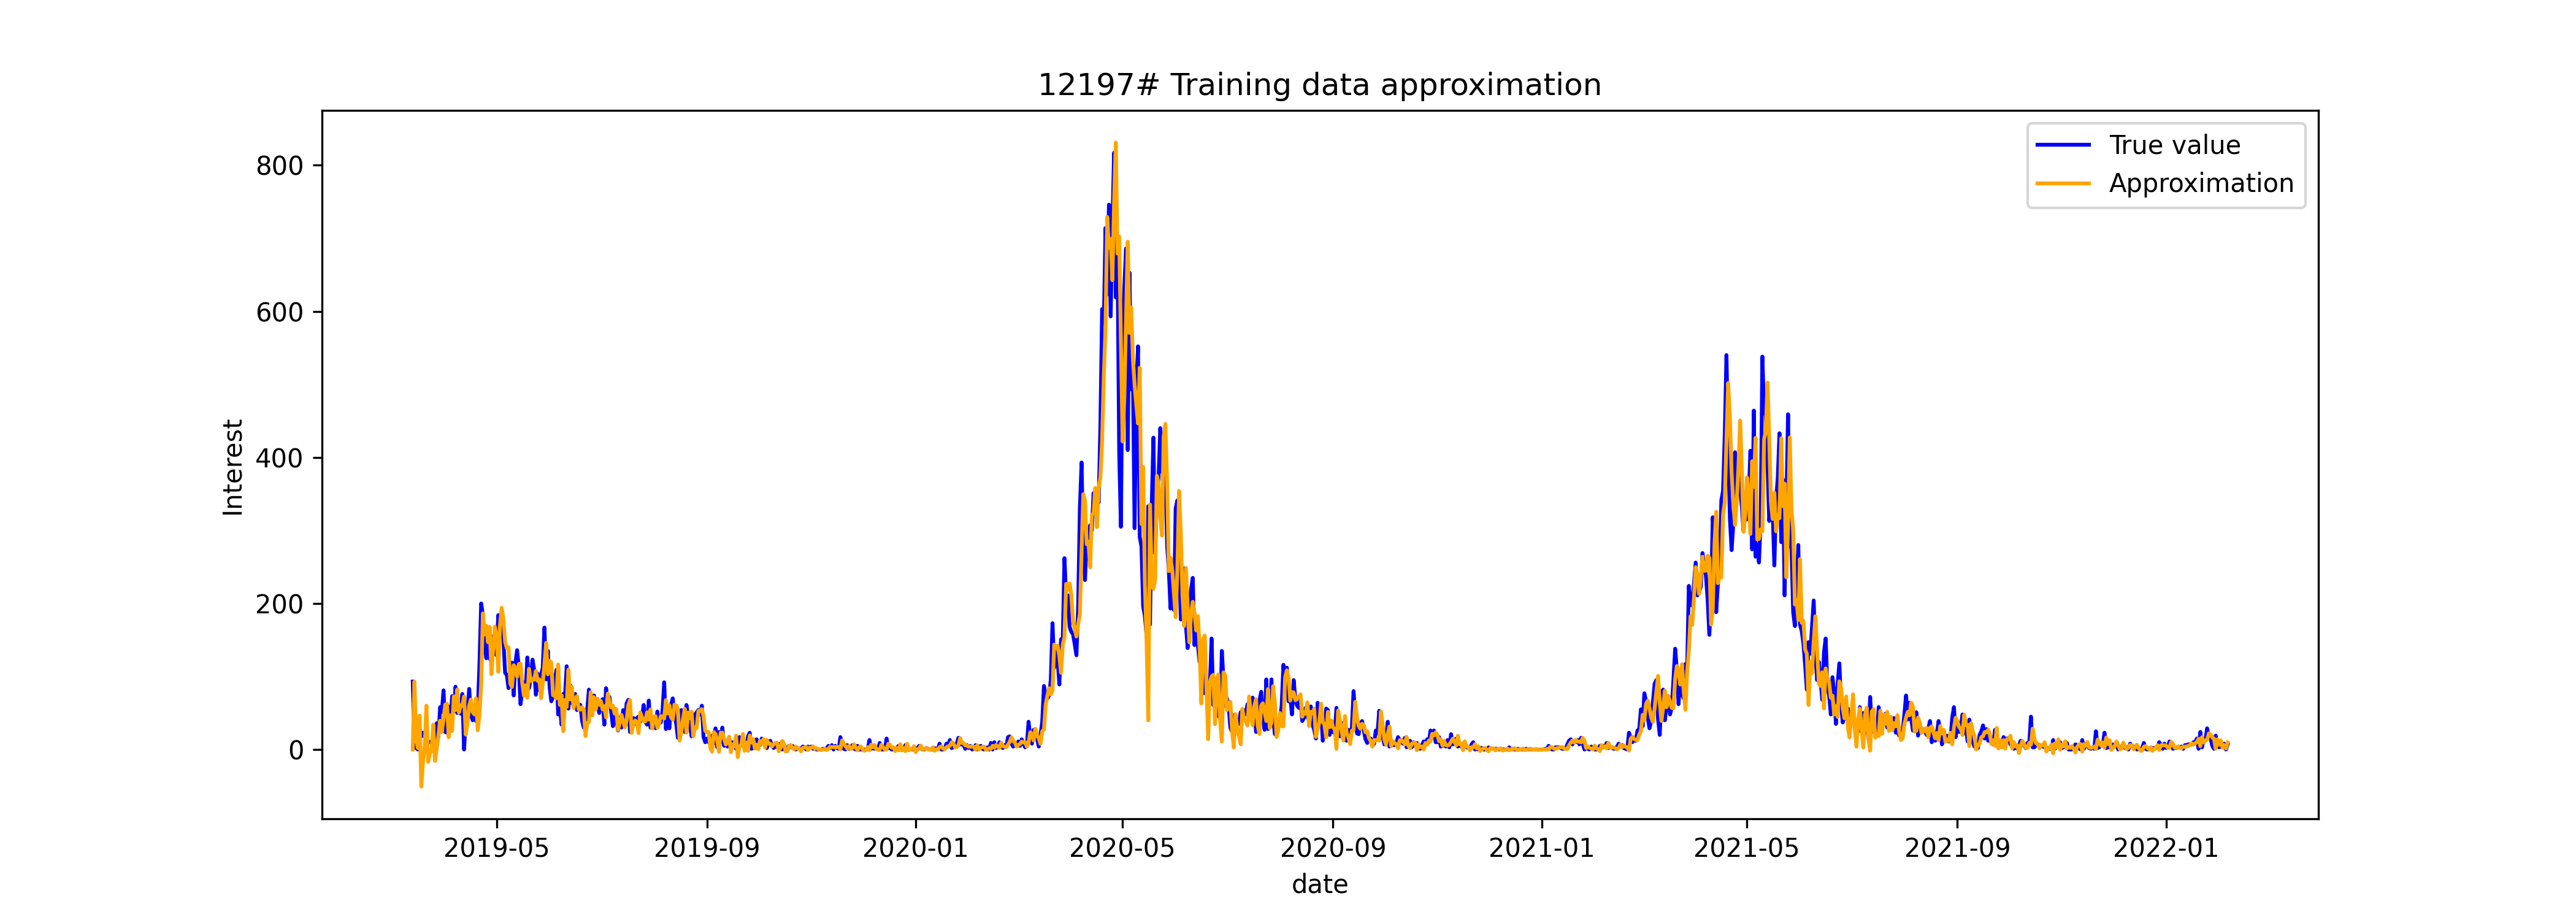 12197# Training data approximation
True value
Approximation
Interest
800
600
400
200
0
2019-05
2019-09
2020-01
2020-05
2020-09
2021-01
2021-05
2021-09
2022-01
date